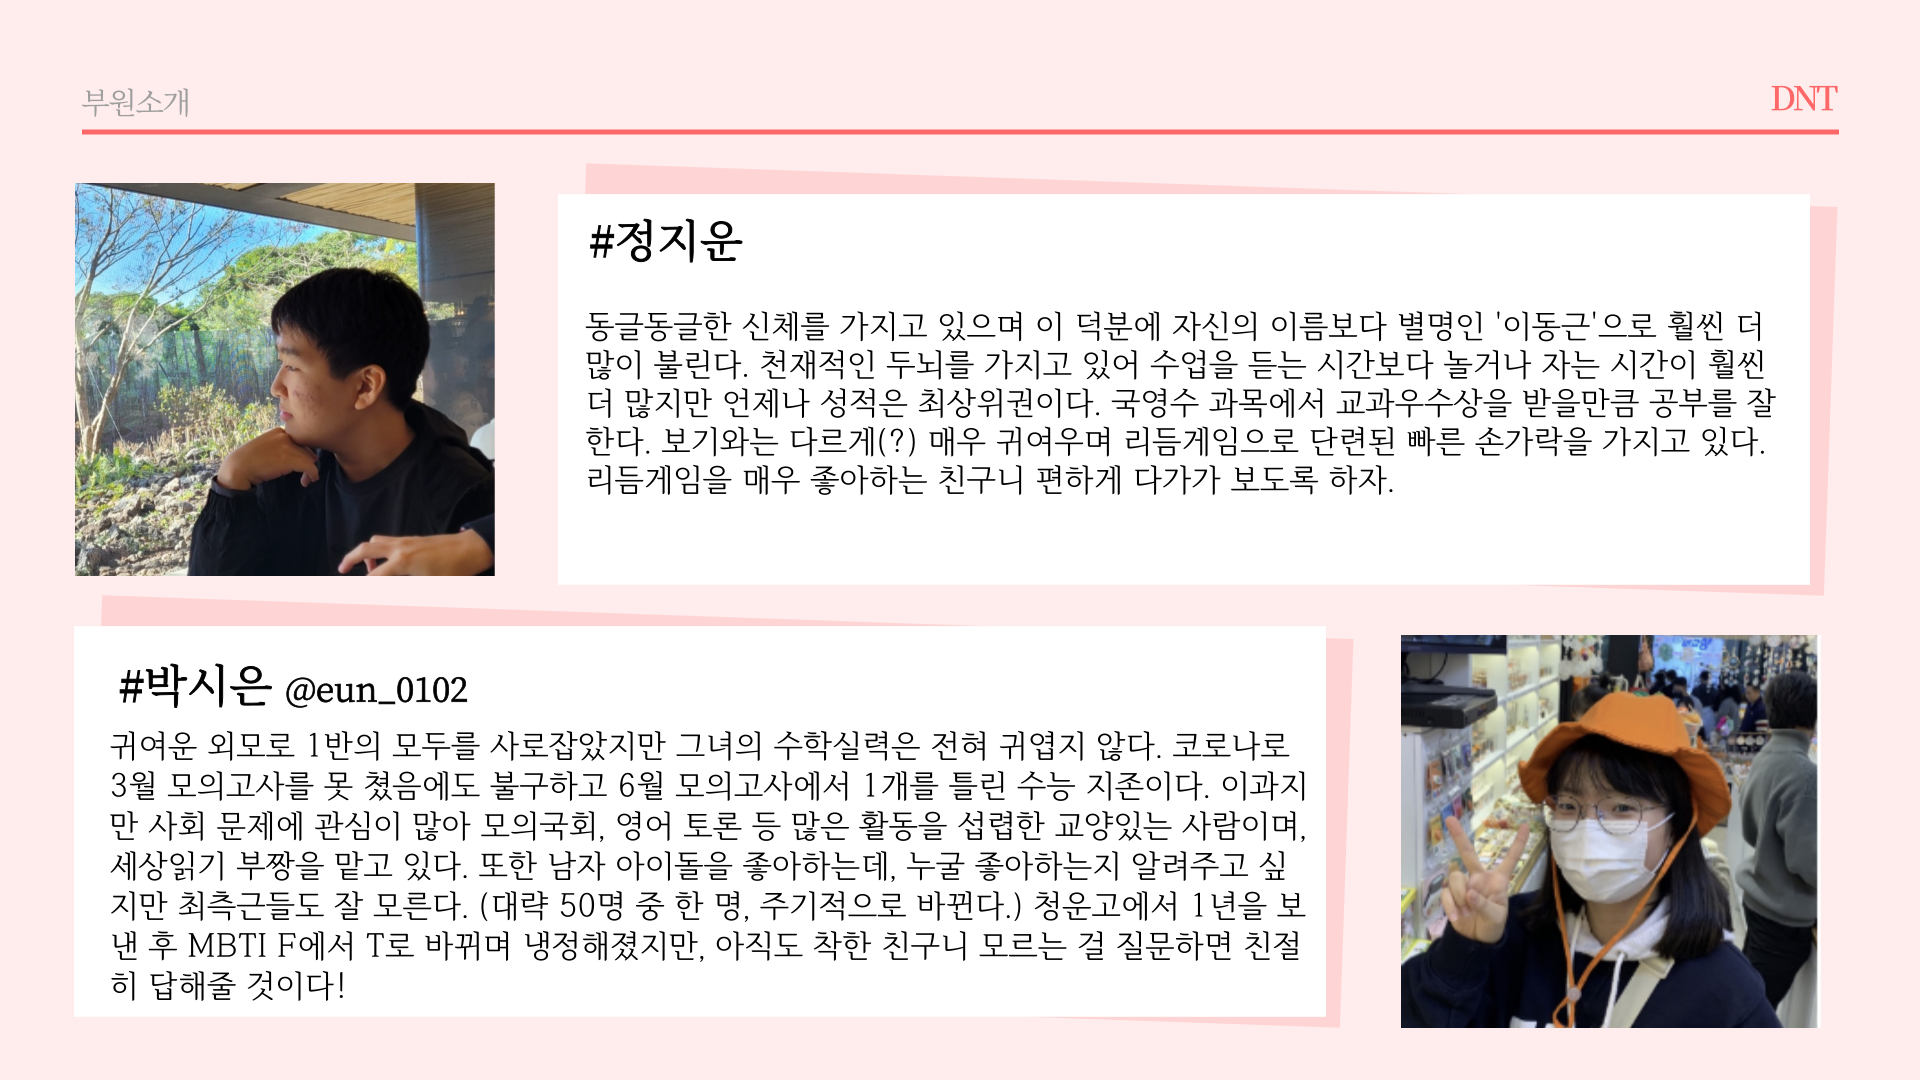 부원소개
DNT
#정지운
동글동글한 신체를 가지고 있으며 이 덕분에 자신의 이름보다 별명인 '이동근'으로 훨씬 더
많이 불린다. 천재적인 두뇌를 가지고 있어 수업을 듣는 시간보다 놀거나 자는 시간이 훨씬
더 많지만 언제나 성적은 최상위권이다. 국영수 과목에서 교과우수상을 받을만큼 공부를 잘
한다. 보기와는 다르게(?) 매우 귀여우며 리듬게임으로 단련된 빠른 손가락을 가지고 있다.
리듬게임을 매우 좋아하는 친구니 편하게 다가가 보도록 하자.
#박시은 @eun_0102
귀여운 외모로 1반의 모두를 사로잡았지만 그녀의 수학실력은 전혀 귀엽지 않다. 코로나로
3월 모의고사를 못 쳤음에도 불구하고 6월 모의고사에서 1개를 틀린 수능 지존이다. 이과지
만 사회 문제에 관심이 많아 모의국회, 영어 토론 등 많은 활동을 섭렵한 교양있는 사람이며,
세상읽기 부짱을 맡고 있다. 또한 남자 아이돌을 좋아하는데, 누굴 좋아하는지 알려주고 싶
지만 최측근들도 잘 모른다. (대략 50명 중 한 명, 주기적으로 바뀐다.) 청운고에서 1년을 보
낸 후 MBTI F에서 T로 바뀌며 냉정해졌지만, 아직도 착한 친구니 모르는 걸 질문하면 친절
히 답해줄 것이다!